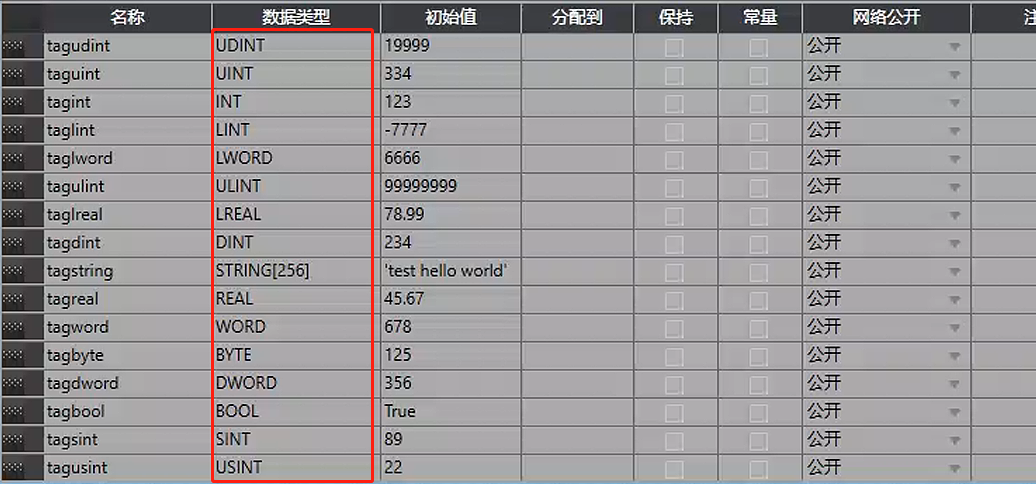 名称 数据类型 初始值 分配到 保持 常量 网络公开 注
tagudint UDINT 19999 公开
taguint UINT 334 公开
tagint INT 123 公开
taglint LINT -7777 公开
taglword LWORD 6666 公开
tagulint ULINT 99999999 公开
taglreal LREAL 78.99 公开
tagdint DINT 234 公开
tagstring STRING[256] 'test hello world' 公开
tagreal REAL 45.67 公开
tagword WORD 678 公开
tagbyte BYTE 125 公开
tagdword DWORD 356 公开
tagbool BOOL True 公开
tagsint SINT 89 公开
tagusint USINT 22 公开